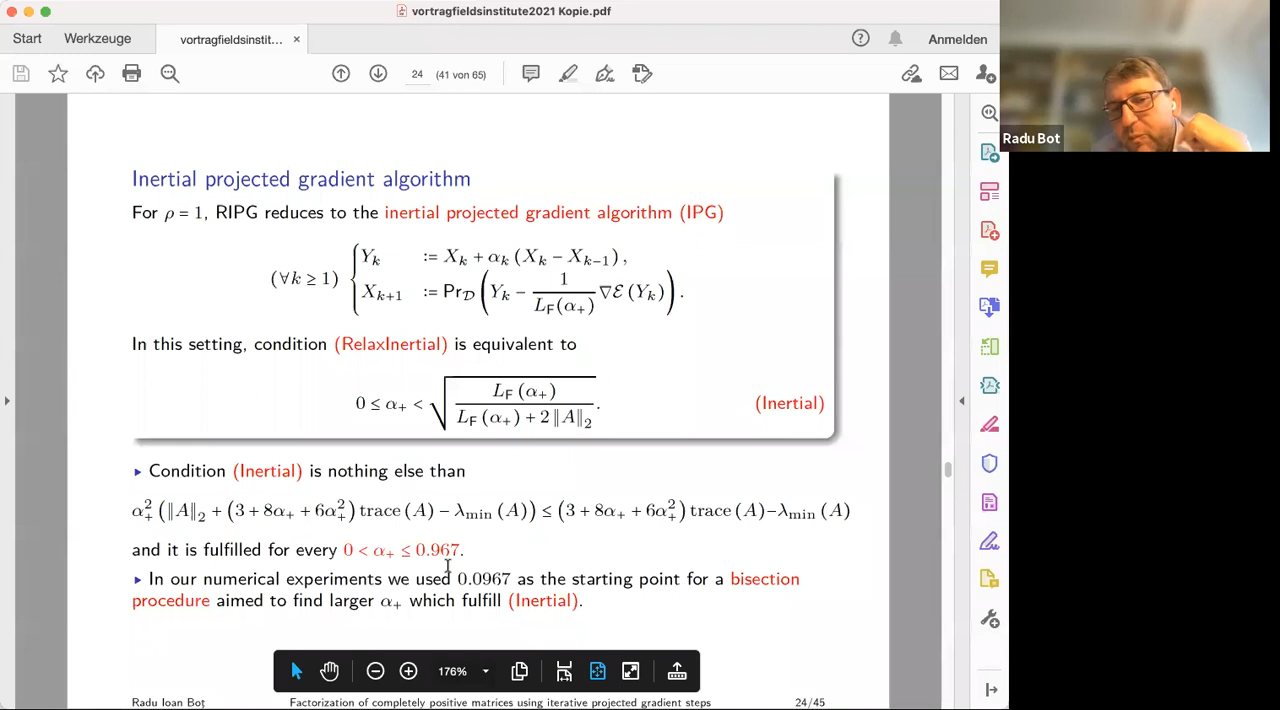 vortragfieldsinstitute2021 Kopie.pdf
Start Werkzeuge vortragfieldsinstit... × Anmelden
24 (41 von 65)
Radu Bot
Inertial projected gradient algorithm
For ρ = 1, RIPG reduces to the inertial projected gradient algorithm (IPG)
(∀k ≥ 1) { Y_k := X_k + α_k (X_k − X_{k−1}),
X_{k+1} := Pr_D (Y_k − 1/L_F(α_+) ∇ℰ(Y_k)).
In this setting, condition (RelaxInertial) is equivalent to
0 ≤ α_+ < √(L_F(α_+) / (L_F(α_+) + 2‖A‖_2)). (Inertial)
▸ Condition (Inertial) is nothing else than
α_+^2 (‖A‖_2 + (3 + 8α_+ + 6α_+^2) trace (A) − λ_min (A)) ≤ (3 + 8α_+ + 6α_+^2) trace (A) − λ_min (A)
and it is fulfilled for every 0 < α_+ ≤ 0.967.
▸ In our numerical experiments we used 0.0967 as the starting point for a bisection
procedure aimed to find larger α_+ which fulfill (Inertial).
176%
Radu Ioan Boț Factorization of completely positive matrices using iterative projected gradient steps 24/45